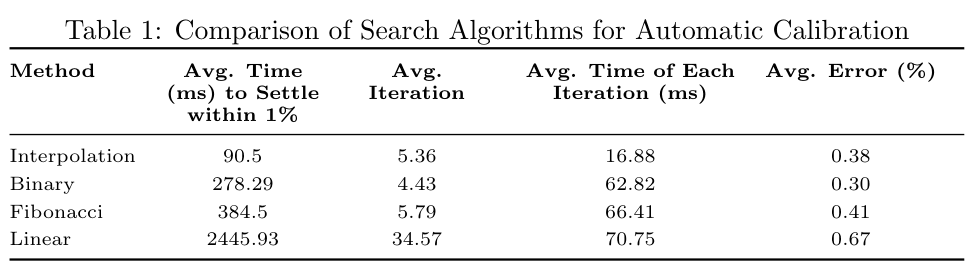 Table 1: Comparison of Search Algorithms for Automatic Calibration
Method Avg. Time (ms) to Settle within 1% Avg. Iteration Avg. Time of Each Iteration (ms) Avg. Error (%)
Interpolation 90.5 5.36 16.88 0.38
Binary 278.29 4.43 62.82 0.30
Fibonacci 384.5 5.79 66.41 0.41
Linear 2445.93 34.57 70.75 0.67